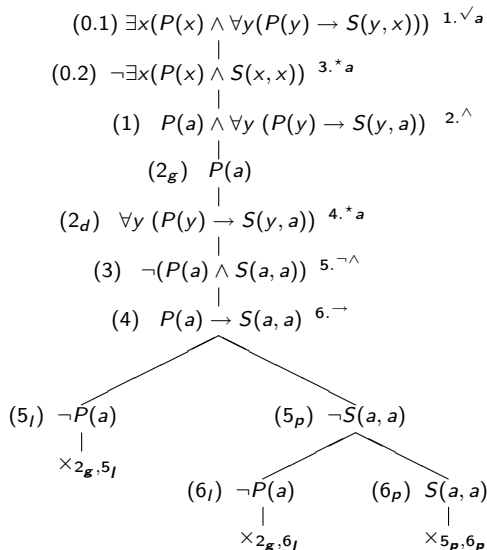 (0.1) ∃x(P(x) ∧ ∀y(P(y) → S(y, x))) 1.√a
(0.2) ¬∃x(P(x) ∧ S(x, x)) 3.⋆a
(1) P(a) ∧ ∀y (P(y) → S(y, a)) 2.∧
(2g) P(a)
(2d) ∀y (P(y) → S(y, a)) 4.⋆a
(3) ¬(P(a) ∧ S(a, a)) 5.¬∧
(4) P(a) → S(a, a) 6.→
(5l) ¬P(a) (5p) ¬S(a, a)
×2g,5l
(6l) ¬P(a) (6p) S(a, a)
×2g,6l ×5p,6p